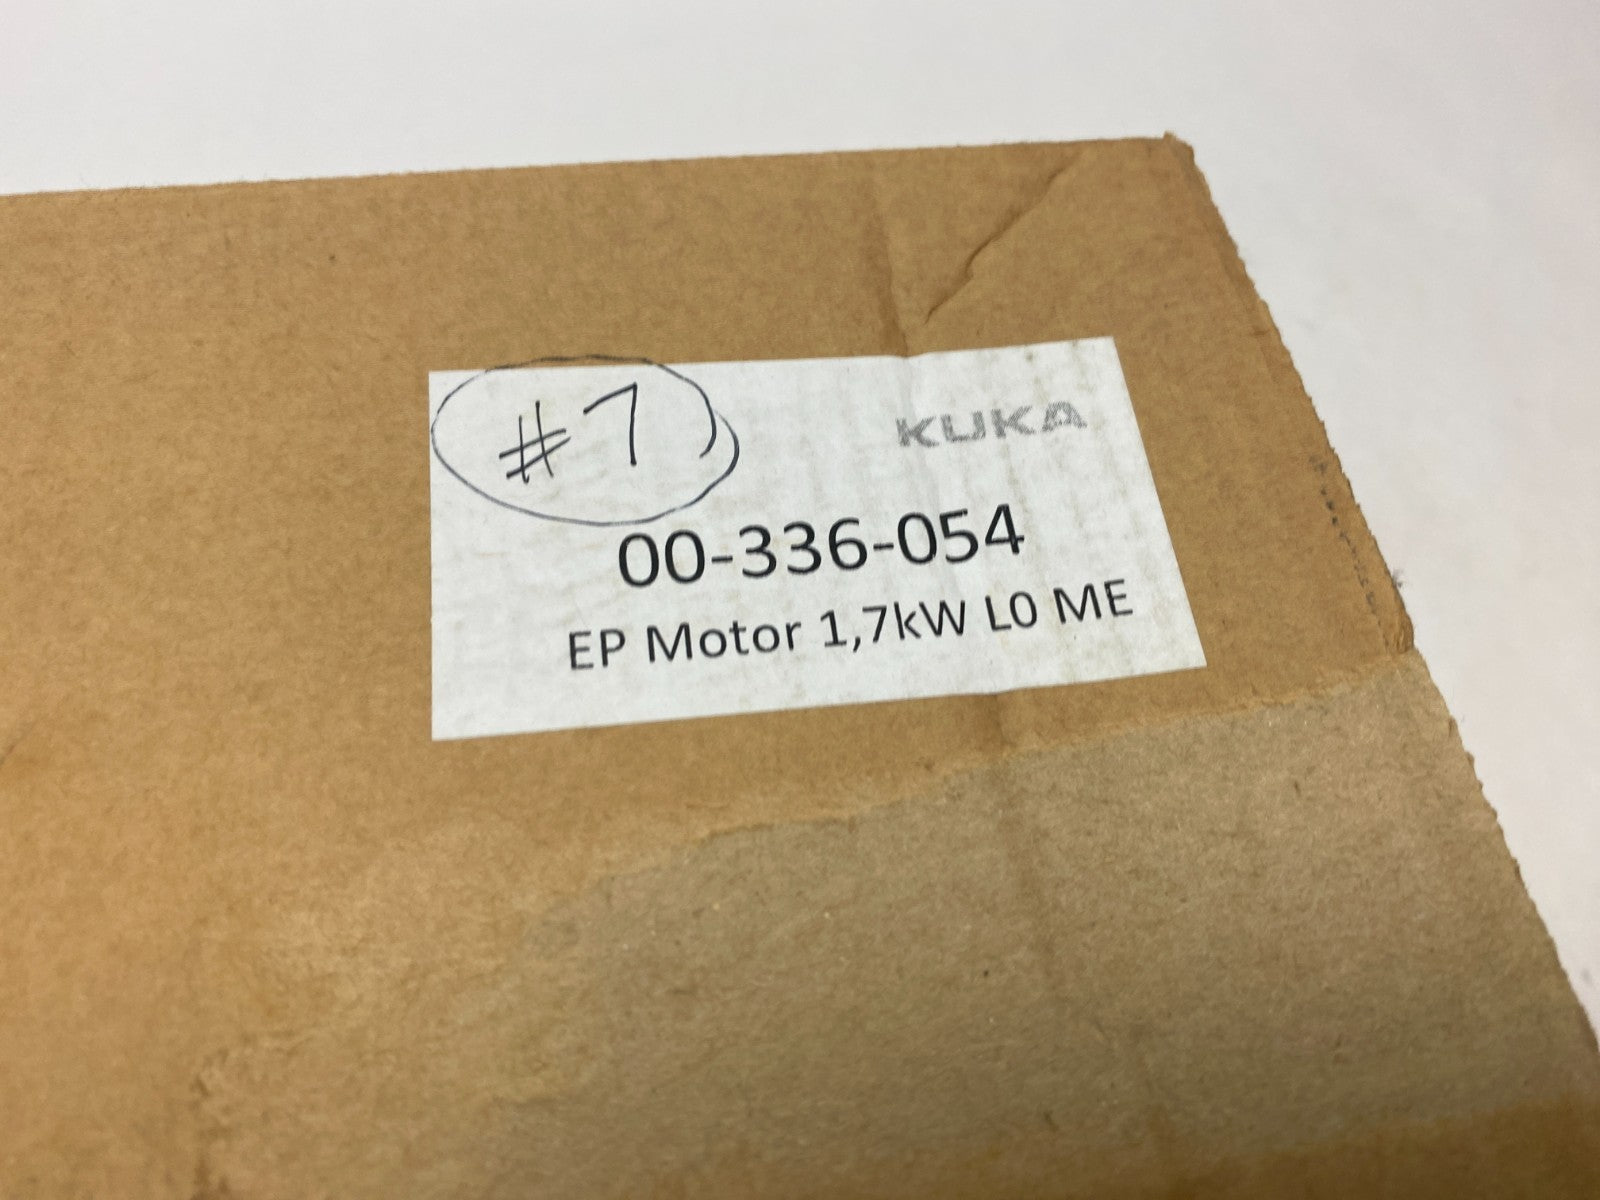 #7
KUKA
00-336-054
EP Motor 1,7kW L0 ME